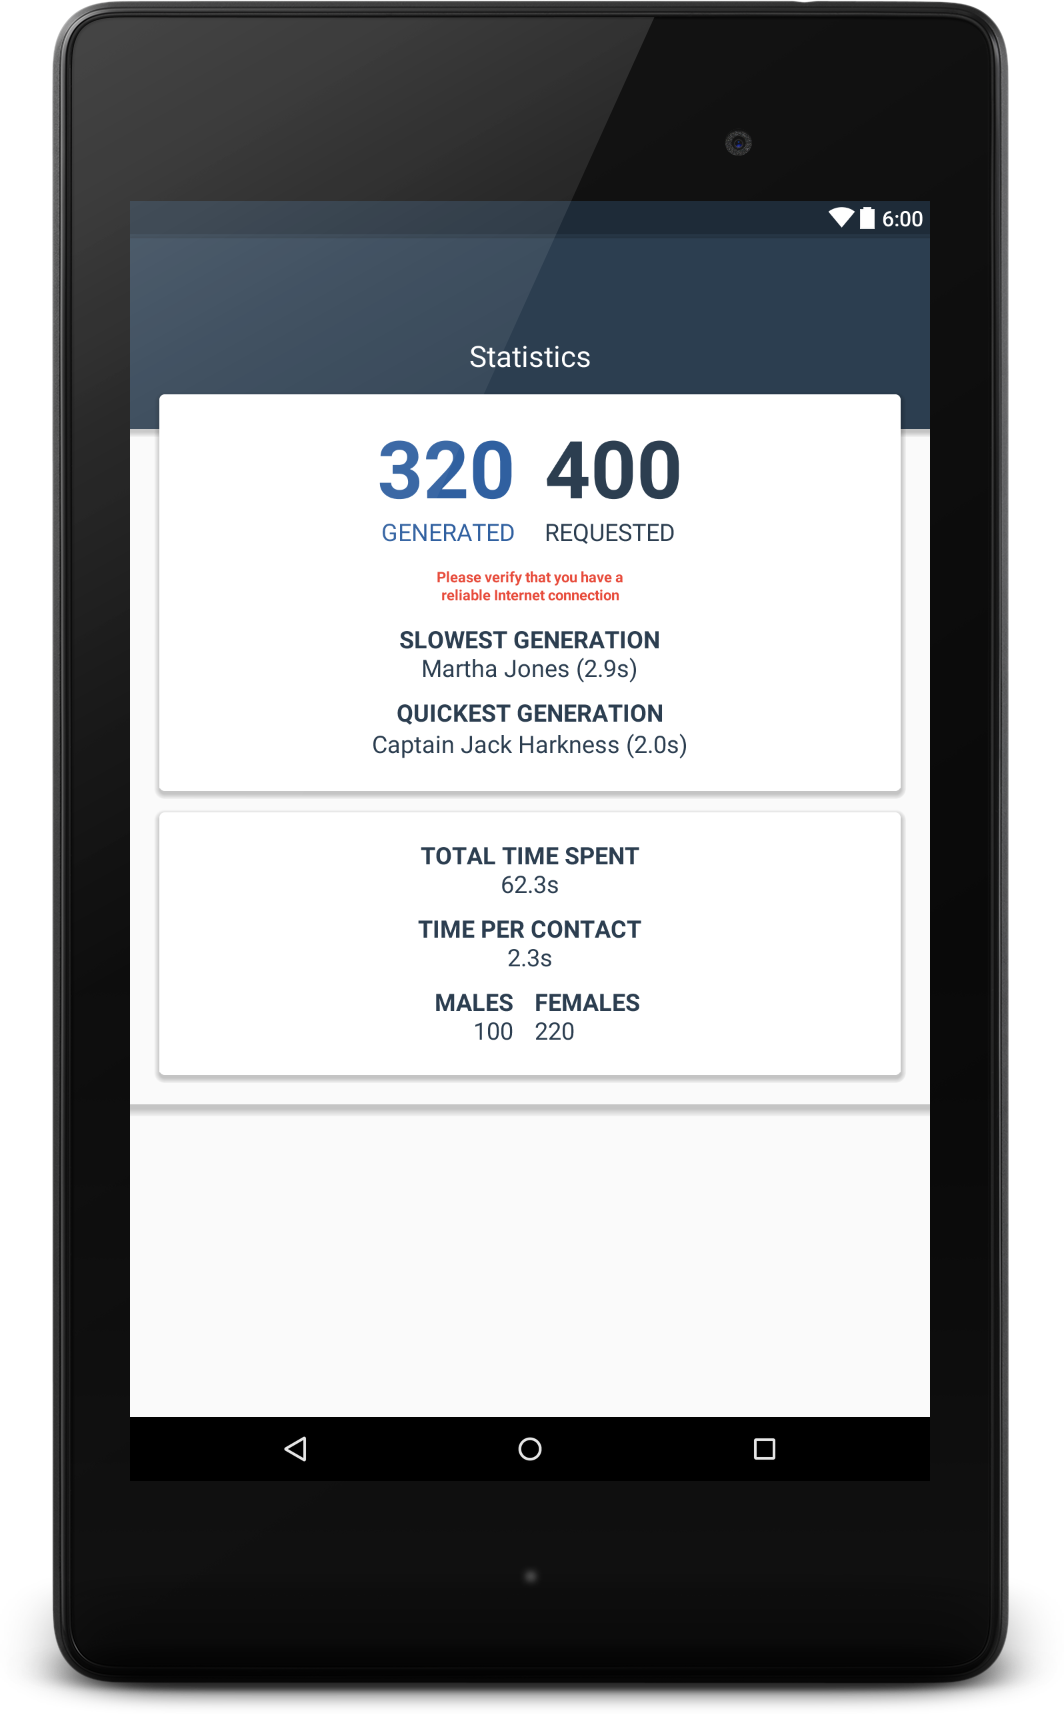 6:00
Statistics
320 400
GENERATED REQUESTED
Please verify that you have a
reliable Internet connection
SLOWEST GENERATION
Martha Jones (2.9s)
QUICKEST GENERATION
Captain Jack Harkness (2.0s)
TOTAL TIME SPENT
62.3s
TIME PER CONTACT
2.3s
MALES FEMALES
100 220